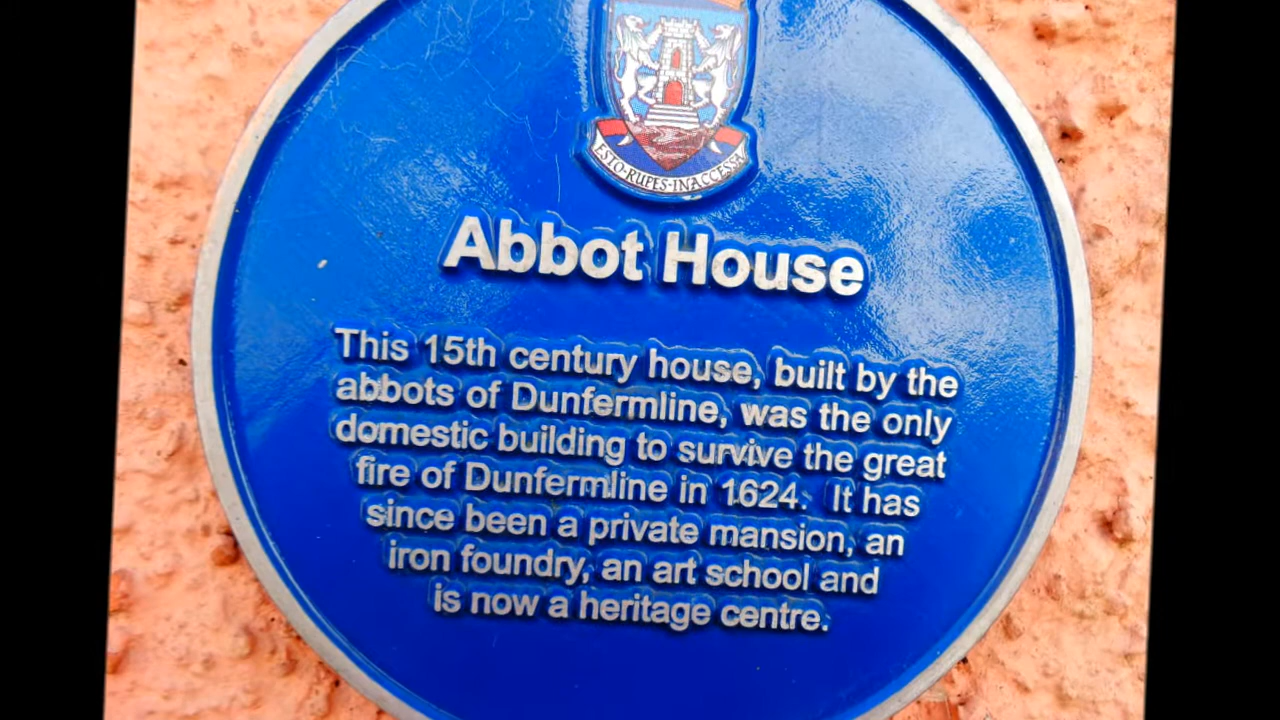 ESTO·RUPES·INACCESSA
Abbot House
This 15th century house, built by the
abbots of Dunfermline, was the only
domestic building to survive the great
fire of Dunfermline in 1624. It has
since been a private mansion, an
iron foundry, an art school and
is now a heritage centre.